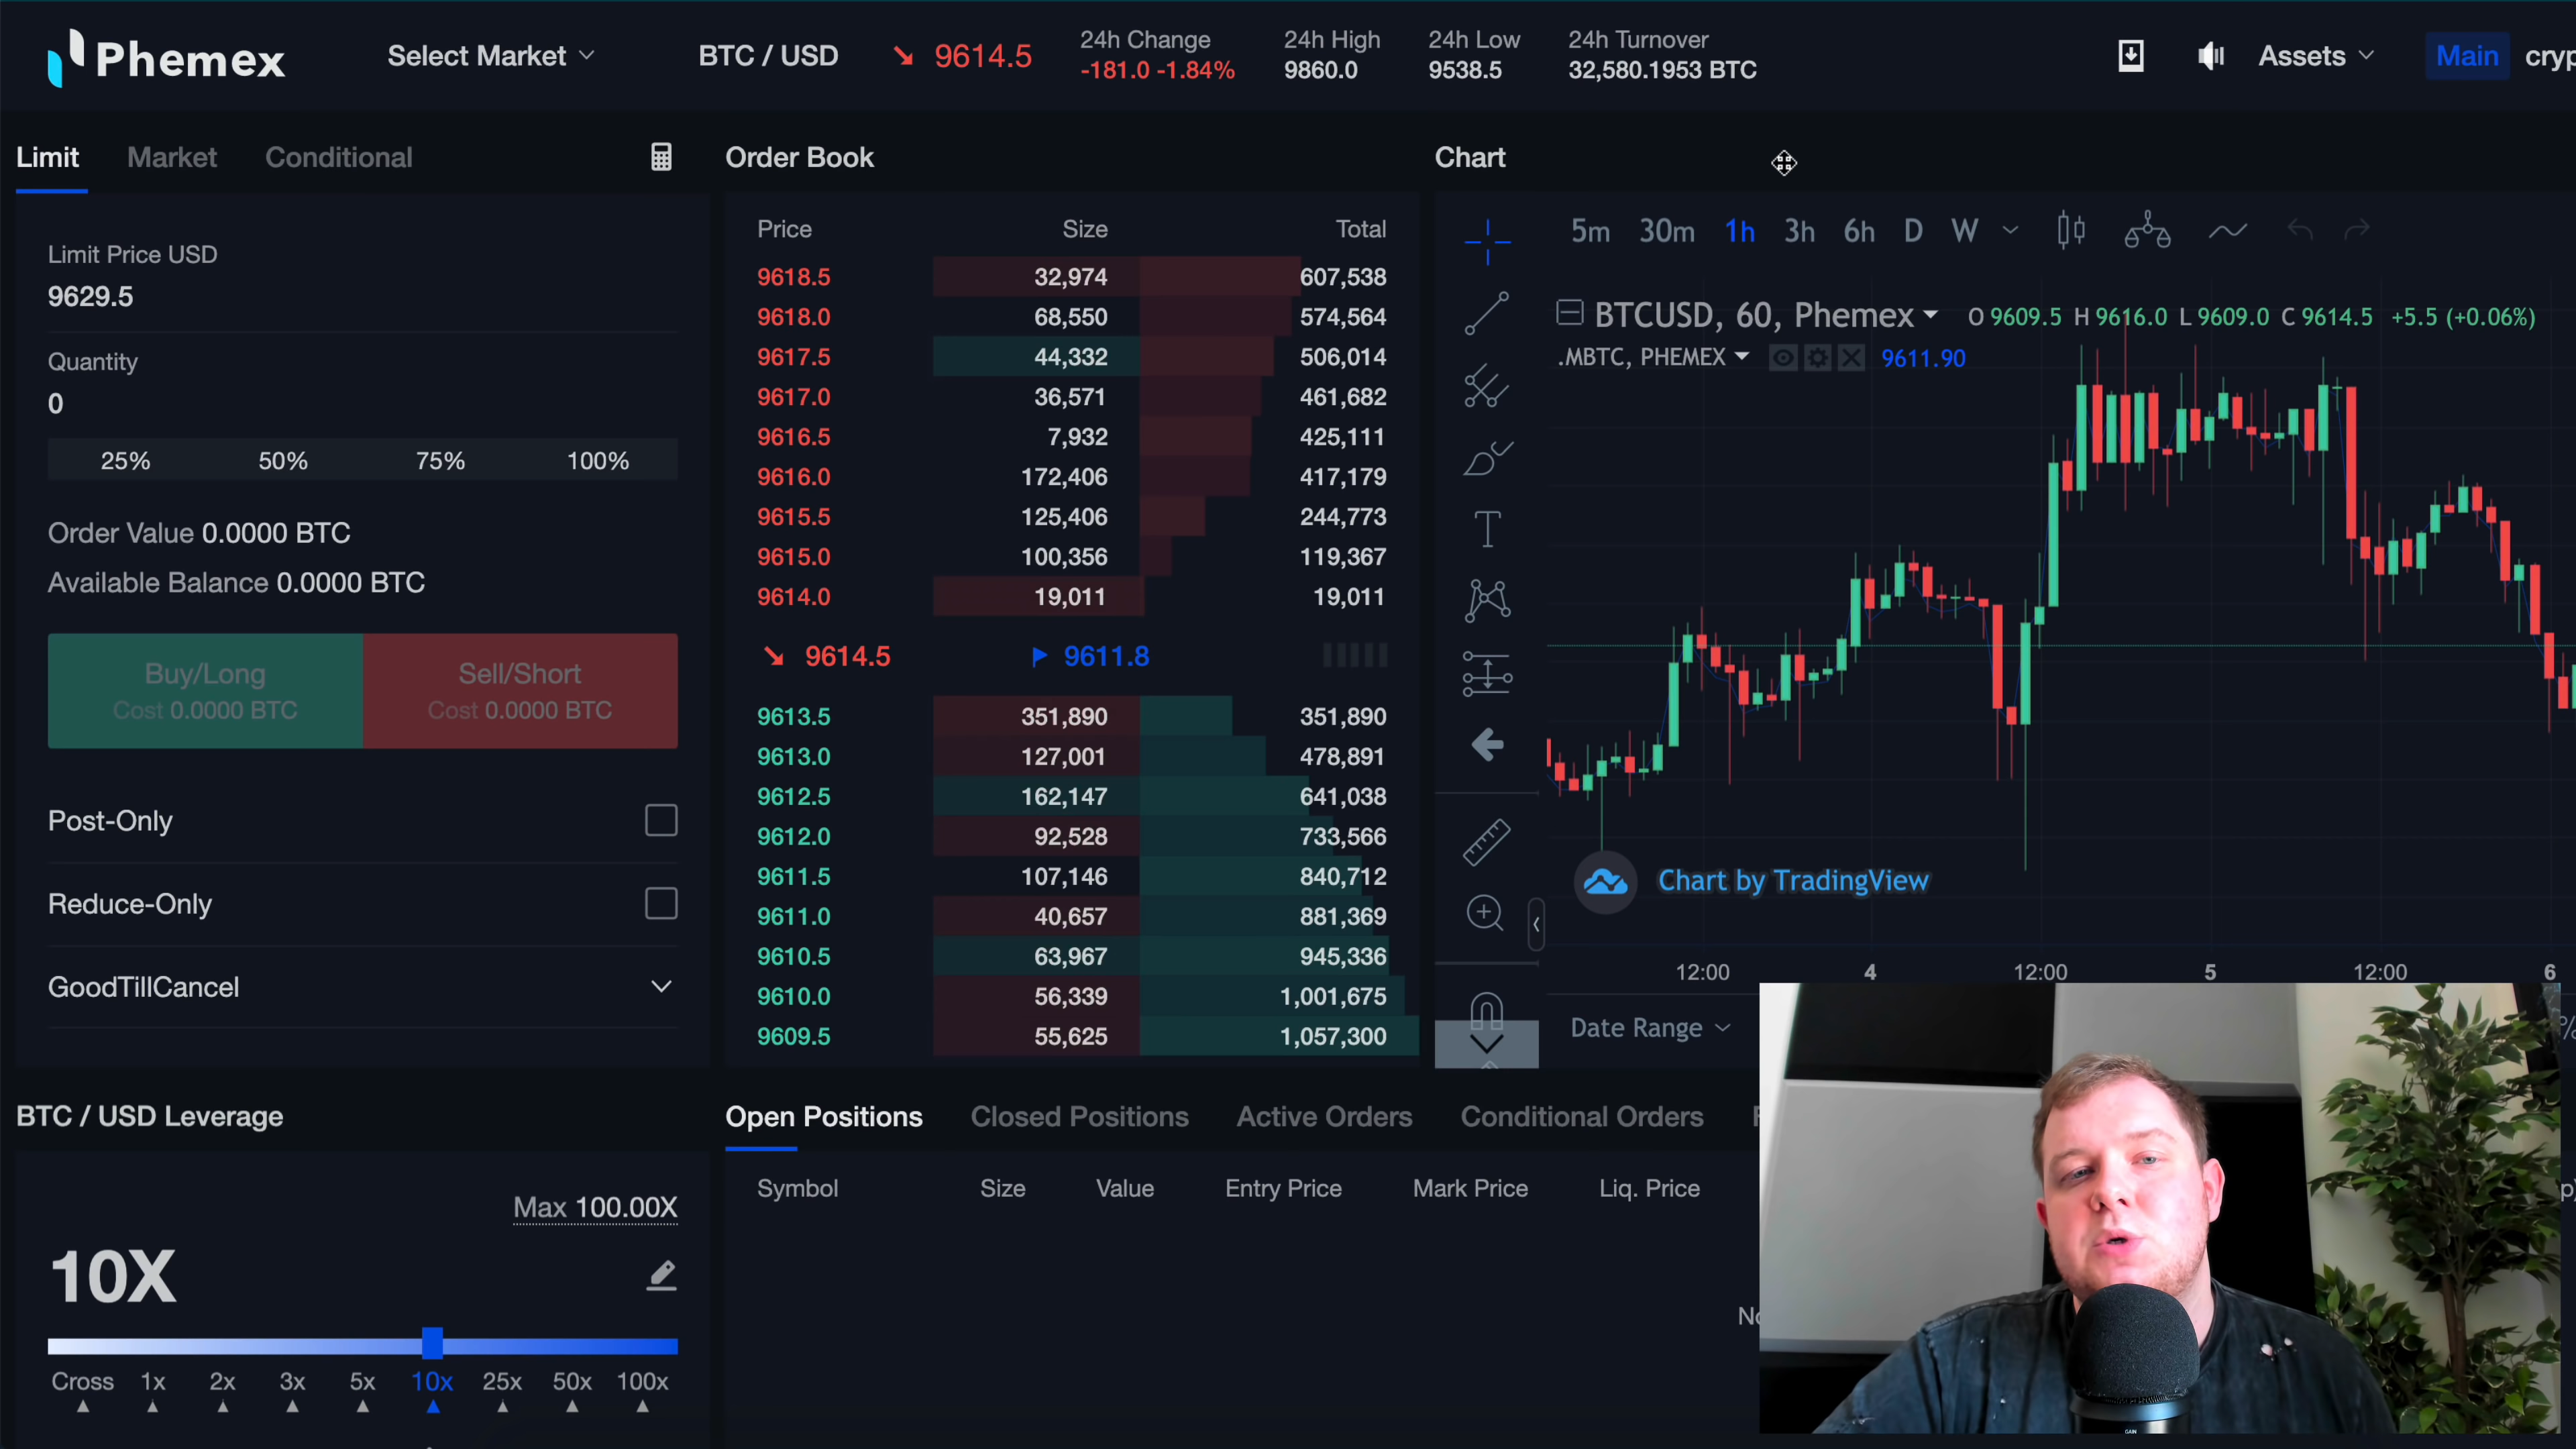 Phemex
Select Market
BTC / USD
9614.5
24h Change
-181.0 -1.84%
24h High
9860.0
24h Low
9538.5
24h Turnover
32,580.1953 BTC
Assets
Main
Limit Market Conditional
Limit Price USD
9629.5
Quantity
0
25% 50% 75% 100%
Order Value 0.0000 BTC
Available Balance 0.0000 BTC
Buy/Long
Cost 0.0000 BTC
Sell/Short
Cost 0.0000 BTC
Post-Only
Reduce-Only
GoodTillCancel
Order Book
Price Size Total
9618.5 32,974 607,538
9618.0 68,550 574,564
9617.5 44,332 506,014
9617.0 36,571 461,682
9616.5 7,932 425,111
9616.0 172,406 417,179
9615.5 125,406 244,773
9615.0 100,356 119,367
9614.0 19,011 19,011
9614.5 9611.8
9613.5 351,890 351,890
9613.0 127,001 478,891
9612.5 162,147 641,038
9612.0 92,528 733,566
9611.5 107,146 840,712
9611.0 40,657 881,369
9610.5 63,967 945,336
9610.0 56,339 1,001,675
9609.5 55,625 1,057,300
Chart
5m 30m 1h 3h 6h D W
BTCUSD, 60, Phemex O 9609.5 H 9616.0 L 9609.0 C 9614.5 +5.5 (+0.06%)
.MBTC, PHEMEX 9611.90
T
Chart by TradingView
12:00 4 12:00 5 12:00 6
Date Range
BTC / USD Leverage
Max 100.00X
10X
Cross 1x 2x 3x 5x 10x 25x 50x 100x
Open Positions Closed Positions Active Orders Conditional Orders
Symbol Size Value Entry Price Mark Price Liq. Price
GAIN